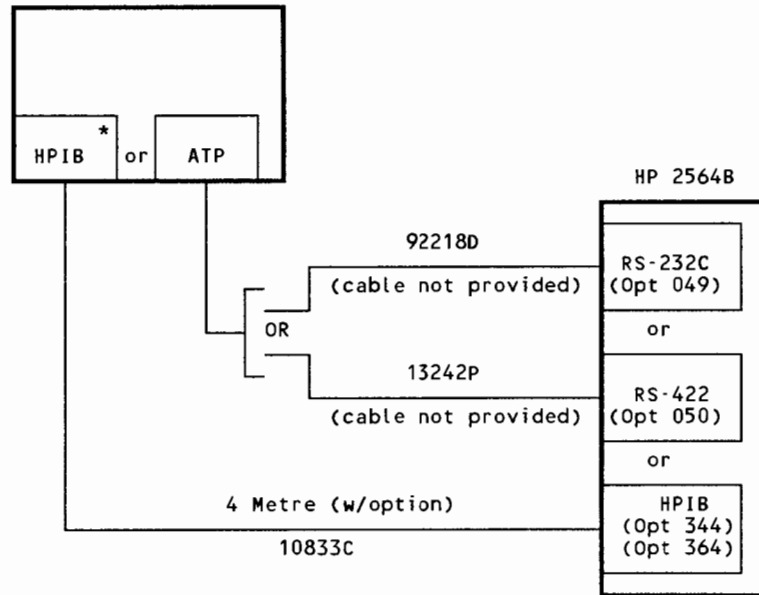 *
HPIB or ATP
HP 2564B
92218D
(cable not provided)
RS-232C
(Opt 049)
or
OR
13242P
(cable not provided)
RS-422
(Opt 050)
or
4 Metre (w/option)
10833C
HPIB
(Opt 344)
(Opt 364)